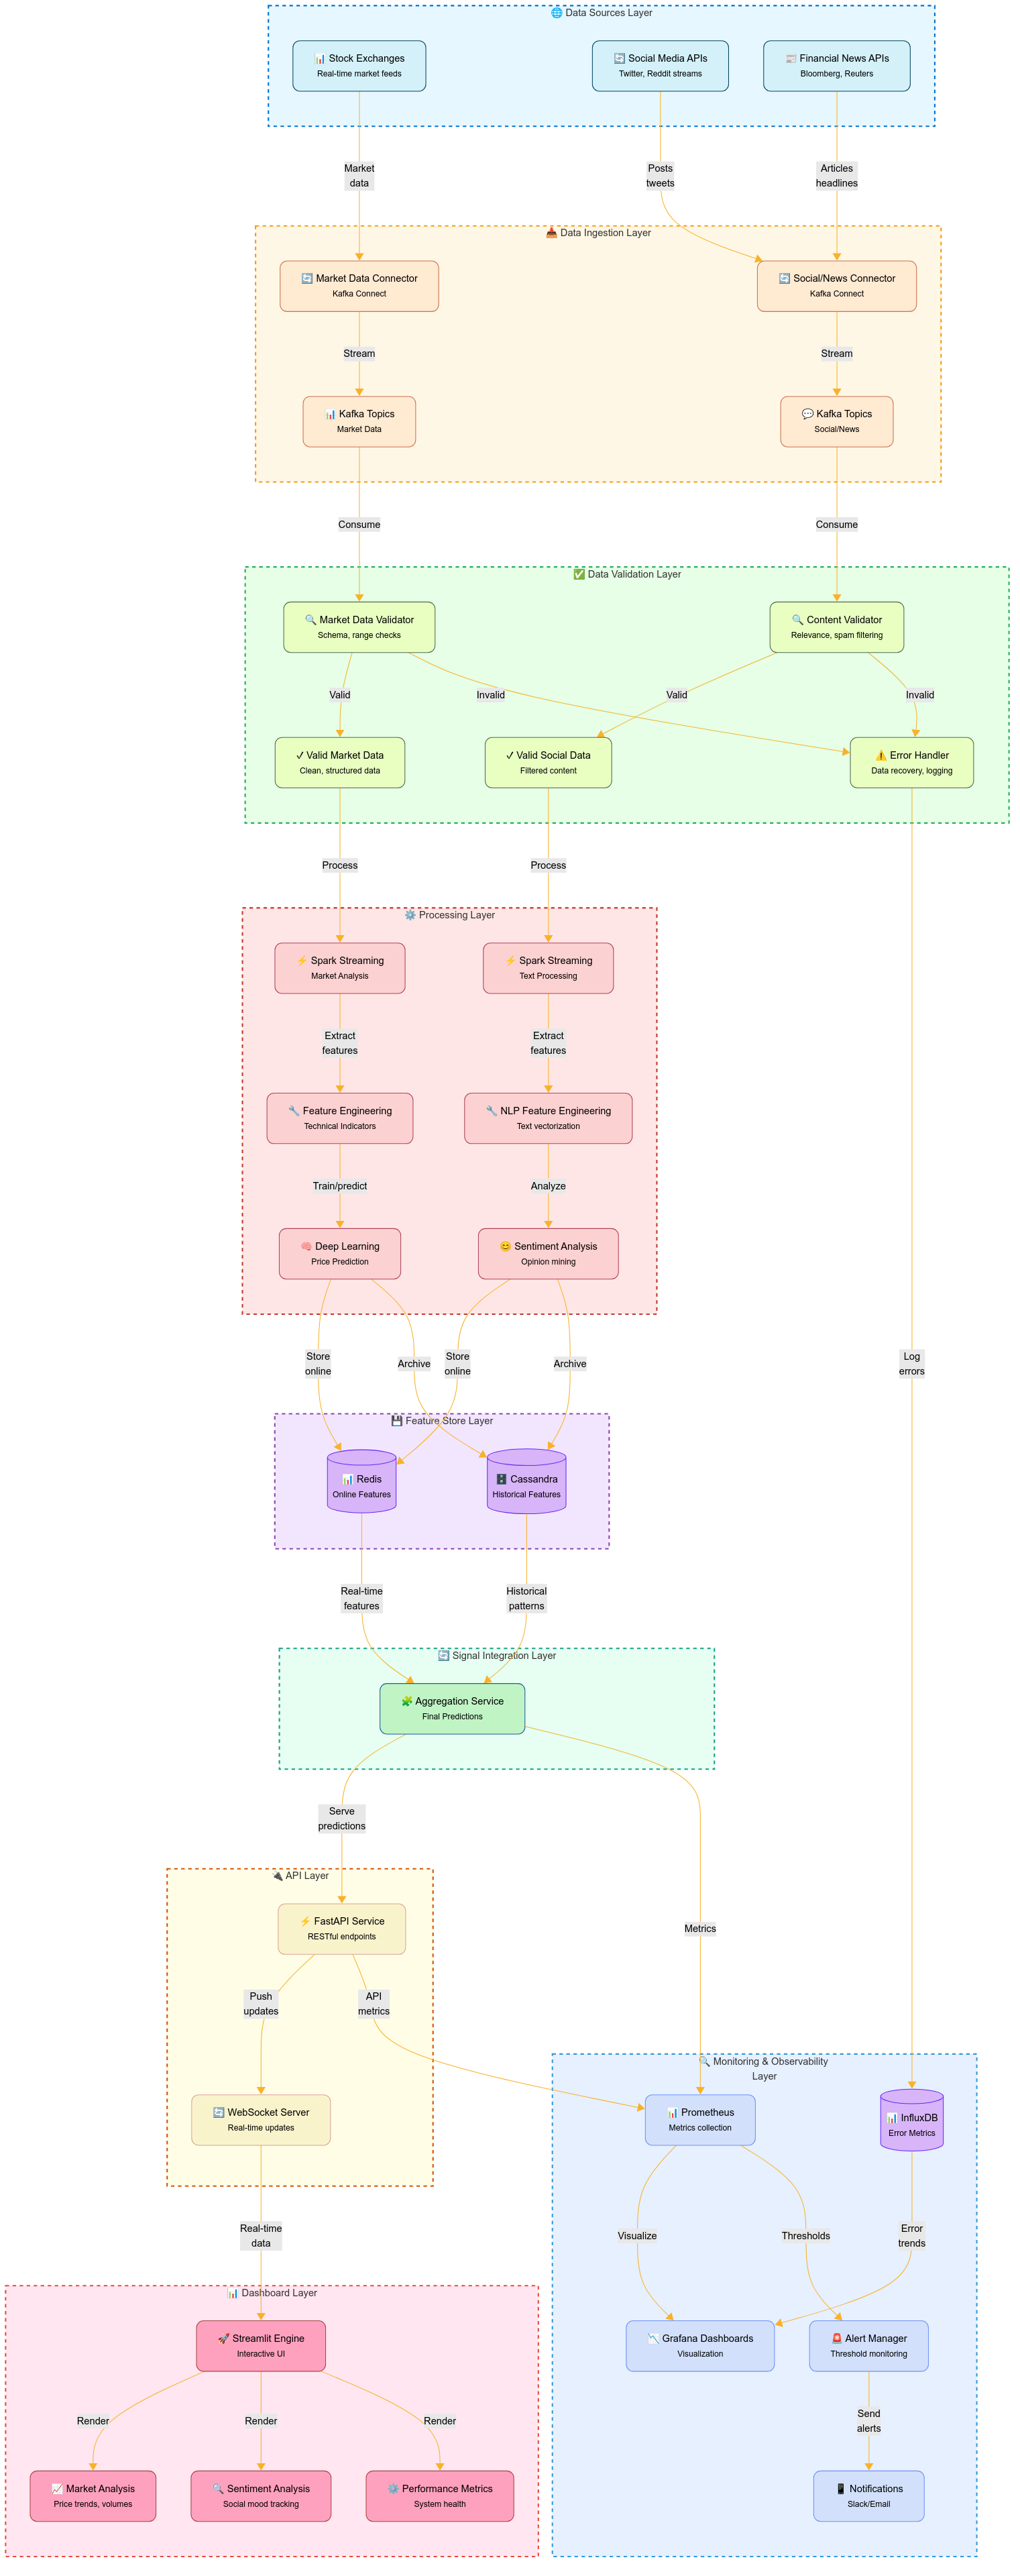 🌐 Data Sources Layer
📊 Stock Exchanges
Real-time market feeds
🔄 Social Media APIs
Twitter, Reddit streams
📰 Financial News APIs
Bloomberg, Reuters
Market
data
Posts
tweets
Articles
headlines
📥 Data Ingestion Layer
🔄 Market Data Connector
Kafka Connect
🔄 Social/News Connector
Kafka Connect
Stream
Stream
📊 Kafka Topics
Market Data
💬 Kafka Topics
Social/News
Consume
Consume
✅ Data Validation Layer
🔍 Market Data Validator
Schema, range checks
🔍 Content Validator
Relevance, spam filtering
Valid
Invalid
Valid
Invalid
✓ Valid Market Data
Clean, structured data
✓ Valid Social Data
Filtered content
⚠️ Error Handler
Data recovery, logging
Process
Process
⚙️ Processing Layer
⚡ Spark Streaming
Market Analysis
⚡ Spark Streaming
Text Processing
Extract
features
Extract
features
🔧 Feature Engineering
Technical Indicators
🔧 NLP Feature Engineering
Text vectorization
Train/predict
Analyze
🧠 Deep Learning
Price Prediction
😊 Sentiment Analysis
Opinion mining
Store
online
Archive
Store
online
Archive
Log
errors
💾 Feature Store Layer
📊 Redis
Online Features
🗄️ Cassandra
Historical Features
Real-time
features
Historical
patterns
🔄 Signal Integration Layer
🧩 Aggregation Service
Final Predictions
Serve
predictions
🔌 API Layer
⚡ FastAPI Service
RESTful endpoints
Metrics
Push
updates
API
metrics
🔍 Monitoring & Observability
Layer
🔄 WebSocket Server
Real-time updates
📊 Prometheus
Metrics collection
📊 InfluxDB
Error Metrics
Real-time
data
Visualize
Thresholds
Error
trends
📊 Dashboard Layer
🚀 Streamlit Engine
Interactive UI
📉 Grafana Dashboards
Visualization
🚨 Alert Manager
Threshold monitoring
Render
Render
Render
Send
alerts
📈 Market Analysis
Price trends, volumes
🔍 Sentiment Analysis
Social mood tracking
⚙️ Performance Metrics
System health
📱 Notifications
Slack/Email